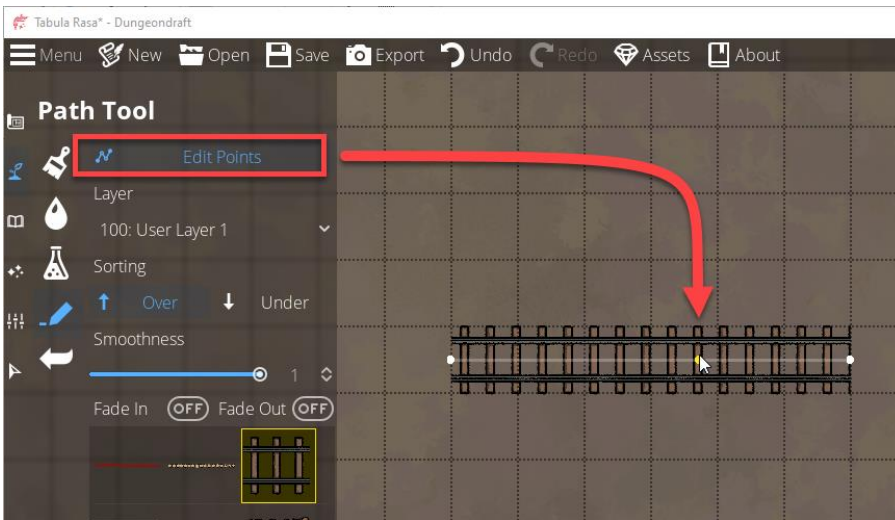 Tabula Rasa* - Dungeondraft
Menu New Open Save Export Undo Redo Assets About
Path Tool
Edit Points
Layer
100: User Layer 1
Sorting
Over Under
Smoothness
1
Fade In OFF Fade Out OFF